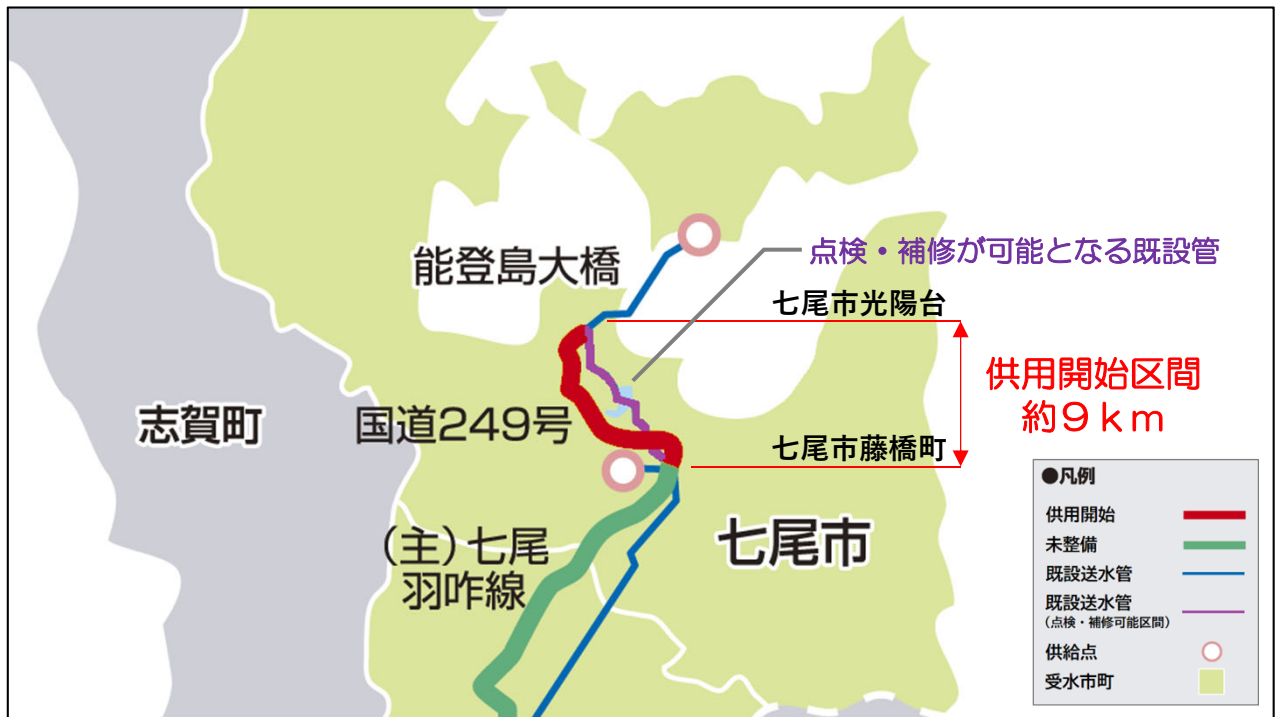 能登島大橋
点検・補修が可能となる既設管
七尾市光陽台
供用開始区間
約9km
志賀町
国道249号
七尾市藤橋町
(主)七尾
羽咋線
七尾市
●凡例
供用開始
未整備
既設送水管
既設送水管
(点検・補修可能区間)
供給点
受水市町